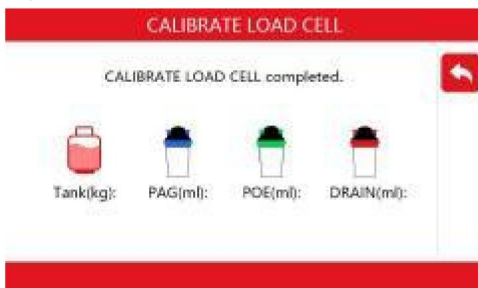 CALIBRATE LOAD CELL
CALIBRATE LOAD CELL completed.
Tank(kg): PAG(ml): POE(ml): DRAIN(ml):